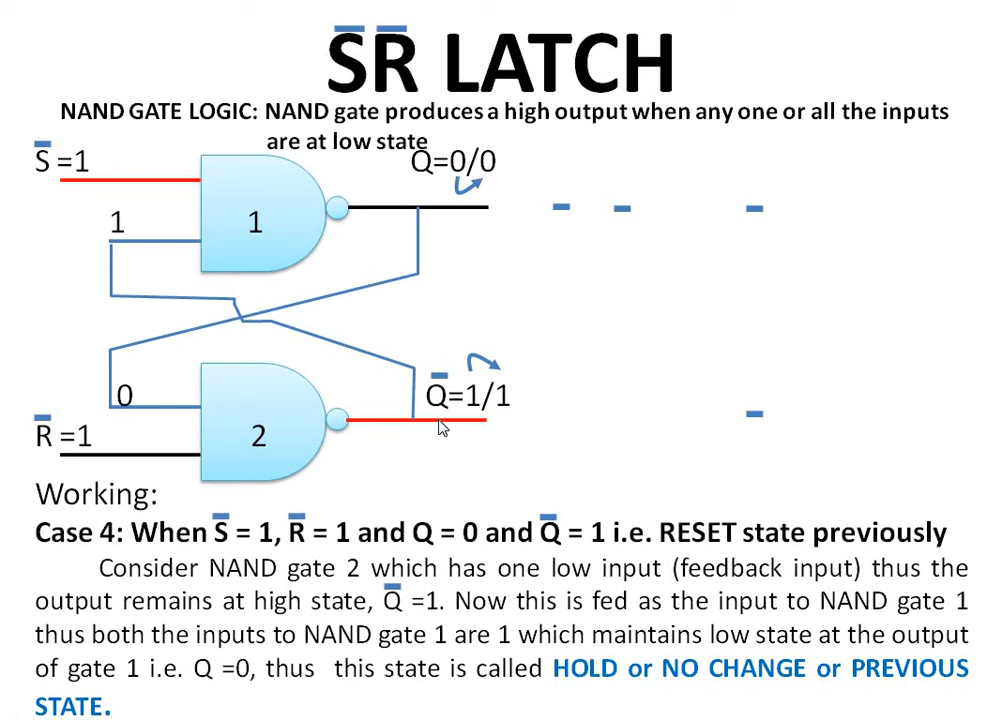 S̅R̅ LATCH
NAND GATE LOGIC: NAND gate produces a high output when any one or all the inputs
are at low state
S̅ =1
Q=0/0
1
1
0
Q̅=1/1
R̅ =1
2
Working:
Case 4: When S̅ = 1, R̅ = 1 and Q = 0 and Q̅ = 1 i.e. RESET state previously
Consider NAND gate 2 which has one low input (feedback input) thus the
output remains at high state, Q̅ =1. Now this is fed as the input to NAND gate 1
thus both the inputs to NAND gate 1 are 1 which maintains low state at the output
of gate 1 i.e. Q =0, thus this state is called HOLD or NO CHANGE or PREVIOUS
STATE.